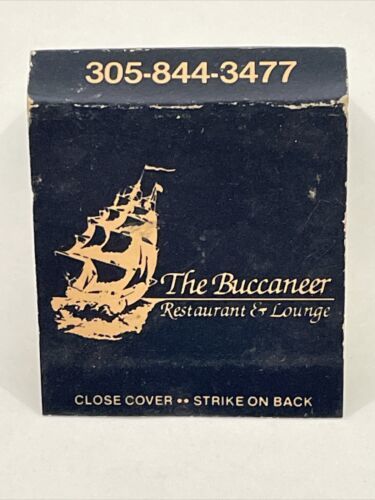 305-844-3477
The Buccaneer
Restaurant & Lounge
CLOSE COVER •• STRIKE ON BACK